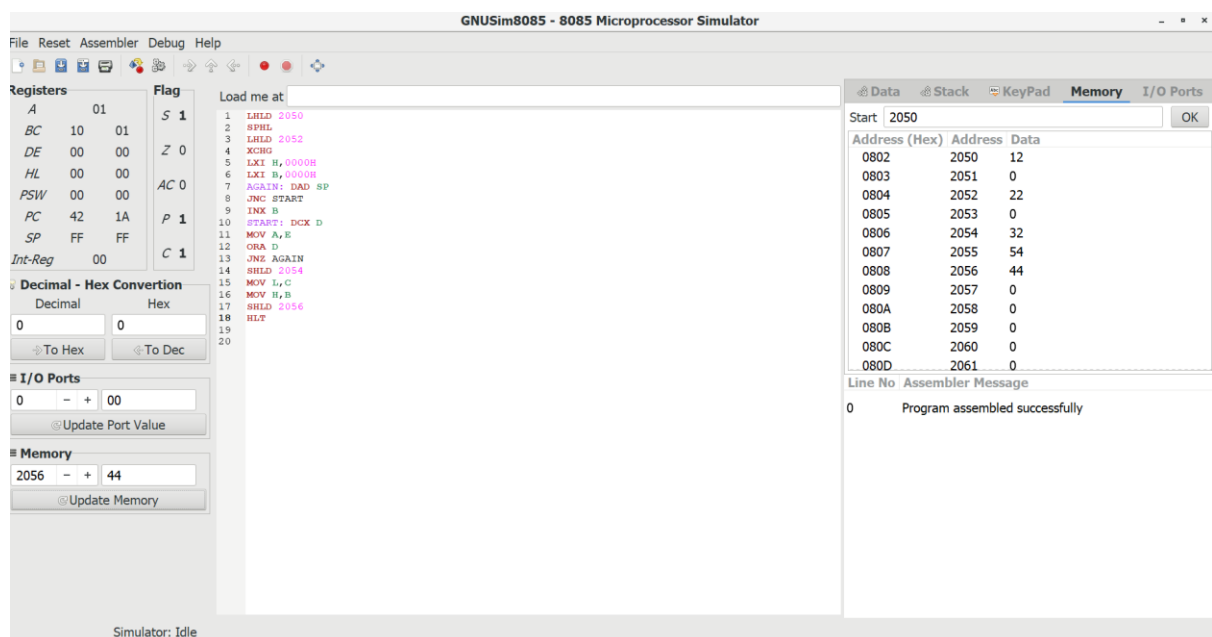 GNUSim8085 - 8085 Microprocessor Simulator
File Reset Assembler Debug Help
Registers
A 01
BC 10 01
DE 00 00
HL 00 00
PSW 00 00
PC 42 1A
SP FF FF
Int-Reg 00
Flag
S 1
Z 0
AC 0
P 1
C 1
Decimal - Hex Convertion
Decimal Hex
0 0
To Hex To Dec
I/O Ports
0 - + 00
Update Port Value
Memory
2056 - + 44
Update Memory
Load me at
1 LHLD 2050
2 SPHL
3 LHLD 2052
4 XCHG
5 LXI H,0000H
6 LXI B,0000H
7 AGAIN: DAD SP
8 JNC START
9 INX B
10 START: DCX D
11 MOV A,E
12 ORA D
13 JNZ AGAIN
14 SHLD 2054
15 MOV L,C
16 MOV H,B
17 SHLD 2056
18 HLT
19
20
Data Stack KeyPad Memory I/O Ports
Start 2050 OK
Address (Hex) Address Data
0802 2050 12
0803 2051 0
0804 2052 22
0805 2053 0
0806 2054 32
0807 2055 54
0808 2056 44
0809 2057 0
080A 2058 0
080B 2059 0
080C 2060 0
080D 2061 0
Line No Assembler Message
0 Program assembled successfully
Simulator: Idle